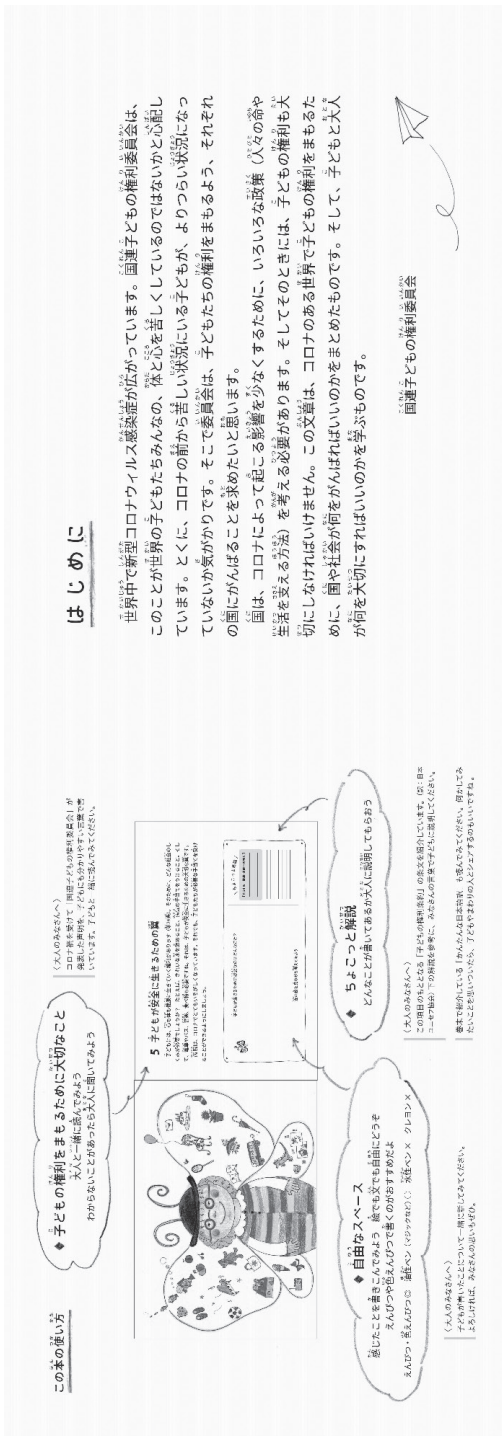 この本の使い方
◆ 子どもの権利をまもるために大切なこと
大人と一緒に読んでみよう
わからないことがあったら大人に聞いてみよう
〈大人のみなさんへ〉
コロナ禍を受けて「国連子どもの権利委員会」が
発表した声明を、子どもにも分かりやすい言葉で書
いています。子どもと一緒に読んでみてください。
5 子どもが安全に生きるための翼
◆ 自由なスペース
感じたことを書きこんでみよう 絵でも文でも自由にどうぞ
えんぴつや色えんぴつで書くのがおすすめだよ
えんぴつ・色えんぴつ◎ 油性ペン(マジックなど)〇 水性ペン× クレヨン×
〈大人のみなさんへ〉
子どもが書いたことについて一緒に話してみてください。
よろしければ、みなさんの思いもぜひ。
◆ ちょこっと解説
どんなことが書いてあるか大人に説明してもらおう
〈大人のみなさんへ〉
この項目のもととなる「子どもの権利条約」の条文を紹介しています。(訳：日本
ユニセフ協会)下の解説を参考に、みなさんの言葉で子どもに説明してください。
巻末で紹介している「かんたんな日本語訳」も読んでみてください。何かしてみ
たいことを思いついたら、子どもやまわりの人とシェアするのもいいですね。
はじめに
世界中で新型コロナウィルス感染症が広がっています。国連子どもの権利委員会は、
このことが世界の子どもたちみんなの、体と心を苦しくしているのではないかと心配し
ています。とくに、コロナの前から苦しい状況にいる子どもが、よりつらい状況になっ
ていないか気がかりです。そこで委員会は、子どもたちの権利をまもるよう、それぞれ
の国にがんばることを求めたいと思います。
国は、コロナによって起こる影響を少なくするために、いろいろな政策（人々の命や
生活を支える方法）を考える必要があります。そしてそのときには、子どもの権利も大
切にしなければいけません。この文章は、コロナのある世界で子どもの権利をまもるた
めに、国や社会が何をがんばればいいのかをまとめたものです。そして、子どもと大人
が何を大切にすればいいのかを学ぶものです。
国連子どもの権利委員会